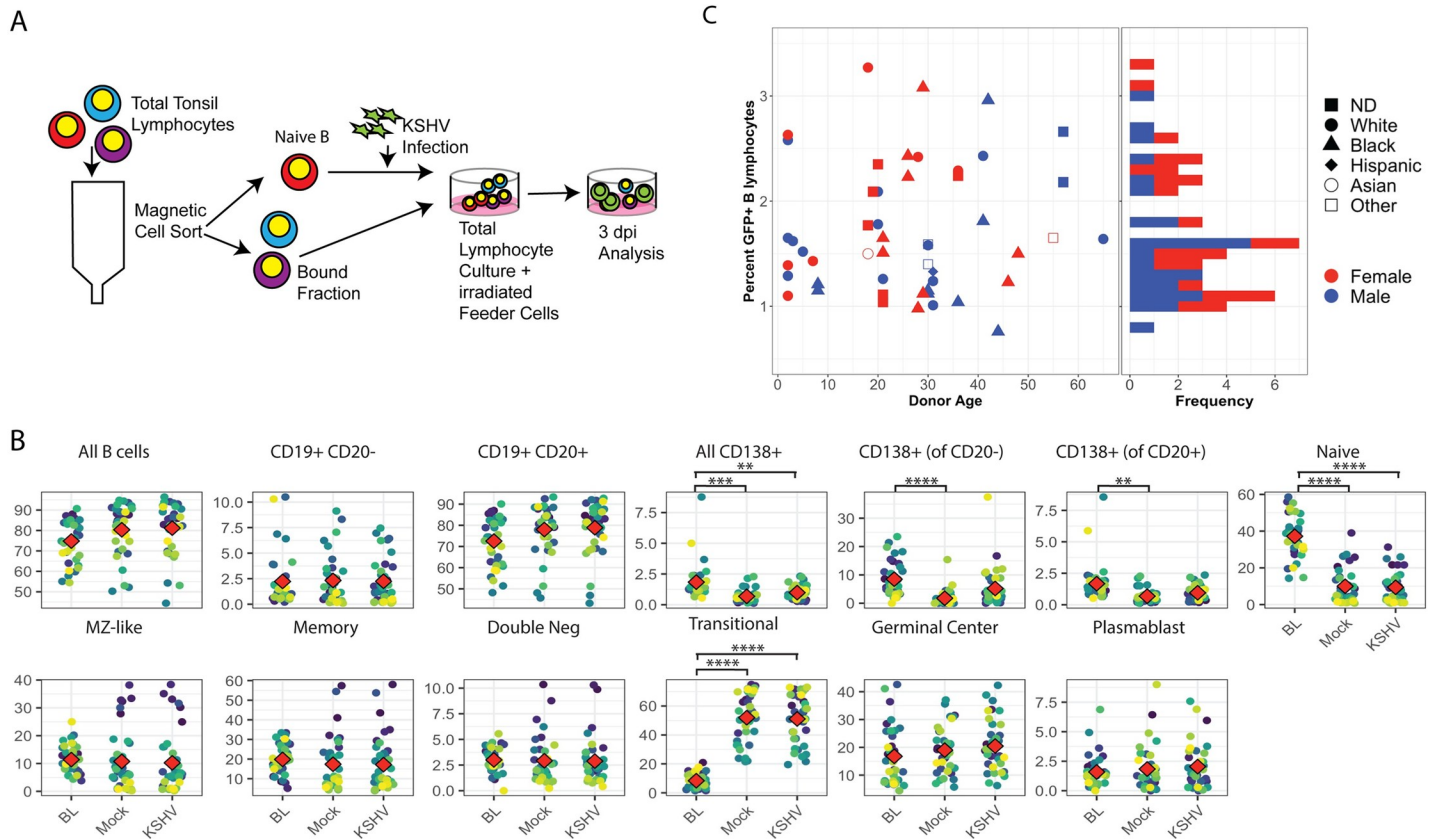 A
Total Tonsil
Lymphocytes
Magnetic
Cell Sort
Naive B
Bound
Fraction
KSHV
Infection
Total
Lymphocyte
Culture +
irradiated
Feeder Cells
3 dpi
Analysis
C
Percent GFP+ B lymphocytes
3
2
1
0 10 20 30 40 50 60
Donor Age
0 2 4 6
Frequency
ND
White
Black
Hispanic
Asian
Other
Female
Male
B
All B cells
90
80
70
60
50
CD19+ CD20-
10.0
7.5
5.0
2.5
0.0
CD19+ CD20+
90
80
70
60
50
All CD138+
**
***
7.5
5.0
2.5
0.0
CD138+ (of CD20-)
****
30
20
10
0
CD138+ (of CD20+)
**
7.5
5.0
2.5
0.0
Naive
****
****
60
40
20
0
BL Mock KSHV
MZ-like
40
30
20
10
0
BL Mock KSHV
Memory
60
50
40
30
20
10
BL Mock KSHV
Double Neg
10.0
7.5
5.0
2.5
0.0
BL Mock KSHV
Transitional
****
****
60
40
20
0
BL Mock KSHV
Germinal Center
40
30
20
10
BL Mock KSHV
Plasmablast
7.5
5.0
2.5
0.0
BL Mock KSHV